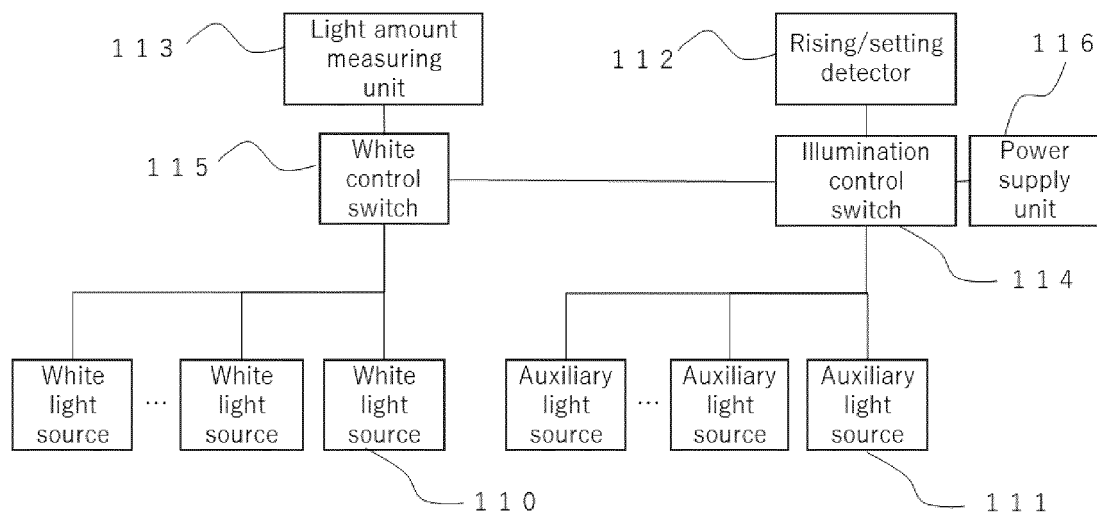 113
Light amount
measuring
unit
112
Rising/setting
detector
116
115
White
control
switch
Illumination
control
switch
Power
supply
unit
114
White
light
source
...
White
light
source
White
light
source
Auxiliary
light
source
...
Auxiliary
light
source
Auxiliary
light
source
110
111